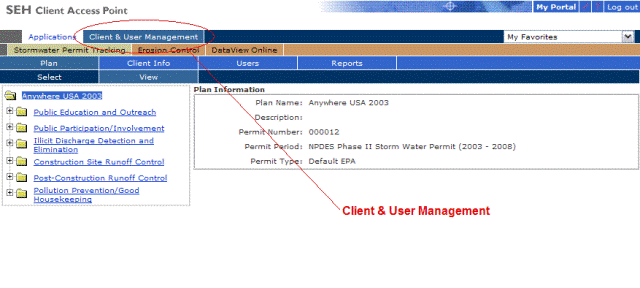 SEH Client Access Point
My Portal Log out
Applications Client & User Management My Favorites
Stormwater Permit Tracking Erosion Control DataView Online
Plan Client Info Users Reports
Select View
Anywhere USA 2003
Public Education and Outreach
Public Participation/Involvement
Illicit Discharge Detection and
Elimination
Construction Site Runoff Control
Post-Construction Runoff Control
Pollution Prevention/Good
Housekeeping
Plan Information
Plan Name: Anywhere USA 2003
Description:
Permit Number: 000012
Permit Period: NPDES Phase II Storm Water Permit (2003 - 2008)
Permit Type: Default EPA
Client & User Management